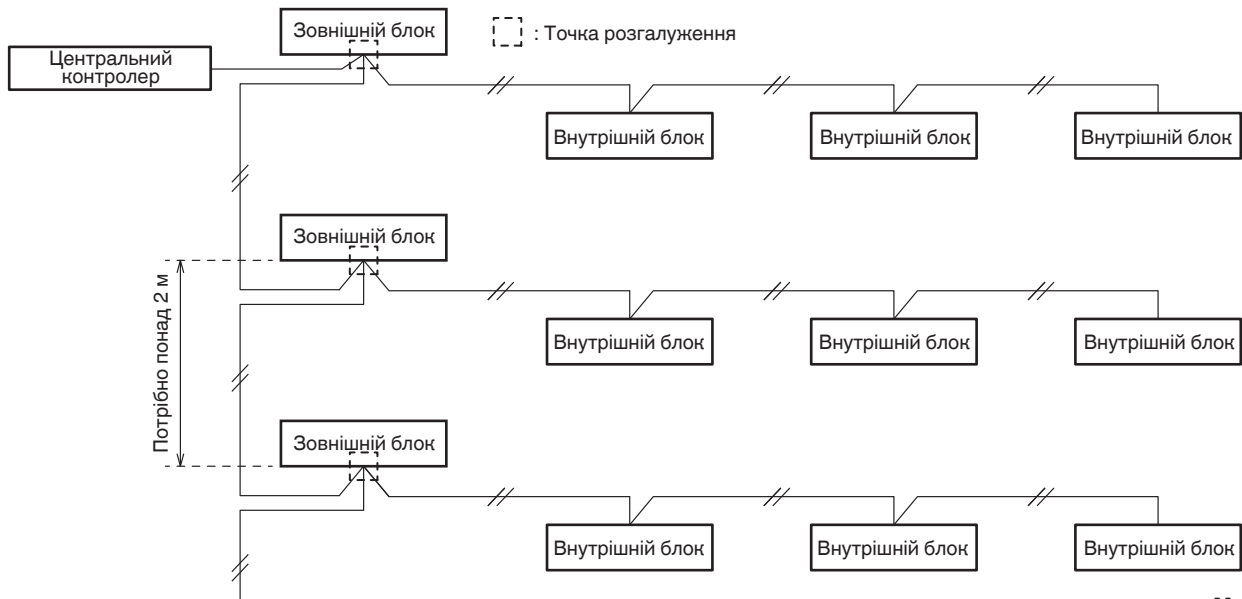 Зовнішній блок
: Точка розгалуження
Центральний
контролер
Внутрішній блок
Внутрішній блок
Внутрішній блок
Зовнішній блок
Потрібно понад 2 м
Внутрішній блок
Внутрішній блок
Внутрішній блок
Зовнішній блок
Внутрішній блок
Внутрішній блок
Внутрішній блок